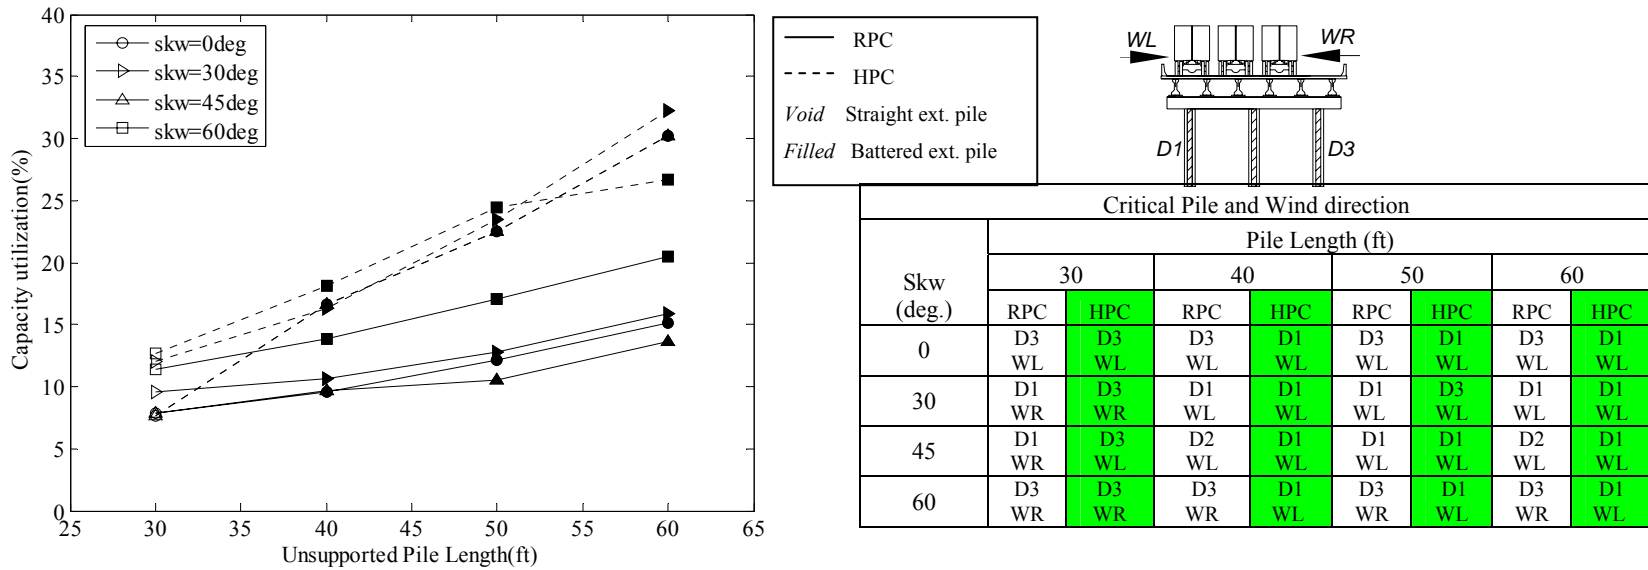 40
35
30
25
20
15
10
5
0
25
30
35
40
45
50
55
60
65
Capacity utilization(%)
Unsupported Pile Length(ft)
skw=0deg
skw=30deg
skw=45deg
skw=60deg
RPC
HPC
Void Straight ext. pile
Filled Battered ext. pile
WL
WR
D1
D3
Critical Pile and Wind direction
Skw (deg.)
Pile Length (ft)
30 40 50 60
RPC HPC RPC HPC RPC HPC RPC HPC
0
D3 D3 D3 D1 D3 D1 D3 D1
WL WL WL WL WL WL WL WL
30
D1 D3 D1 D1 D1 D3 D1 D1
WR WR WL WL WL WL WL WL
45
D1 D3 D2 D1 D1 D1 D2 D1
WR WL WL WL WL WL WL WL
60
D3 D3 D3 D1 D3 D1 D3 D1
WR WR WR WL WR WL WR WL